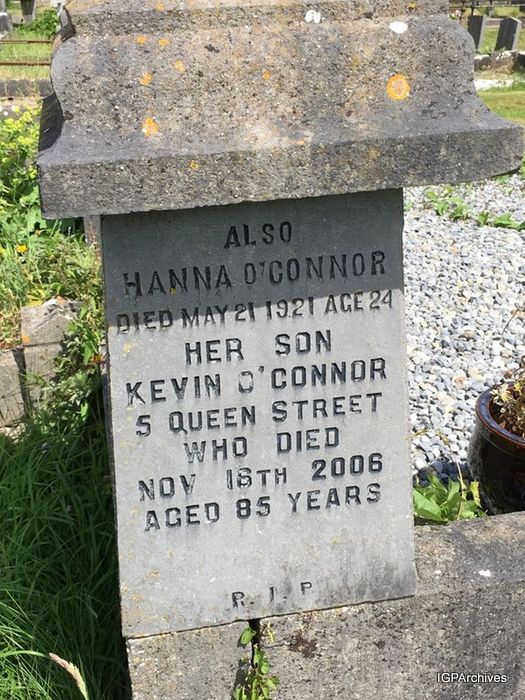 ALSO
HANNA O'CONNOR
DIED MAY 21 1921 AGE 24
HER SON
KEVIN O'CONNOR
5 QUEEN STREET
WHO DIED
NOV 16TH 2006
AGED 85 YEARS
R.I.P
IGPArchives